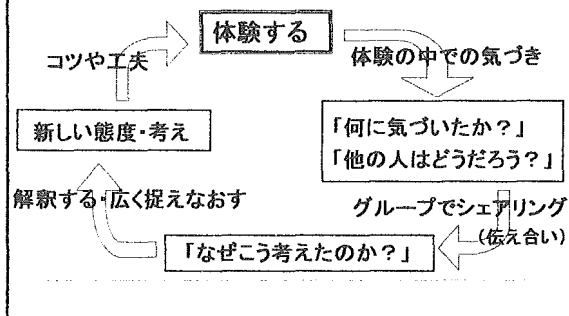 体験する
コツや工夫
体験の中での気づき
新しい態度・考え
「何に気づいたか？」
「他の人はどうだろう？」
解釈する・広く捉えなおす
グループでシェアリング
(伝え合い)
「なぜこう考えたのか？」